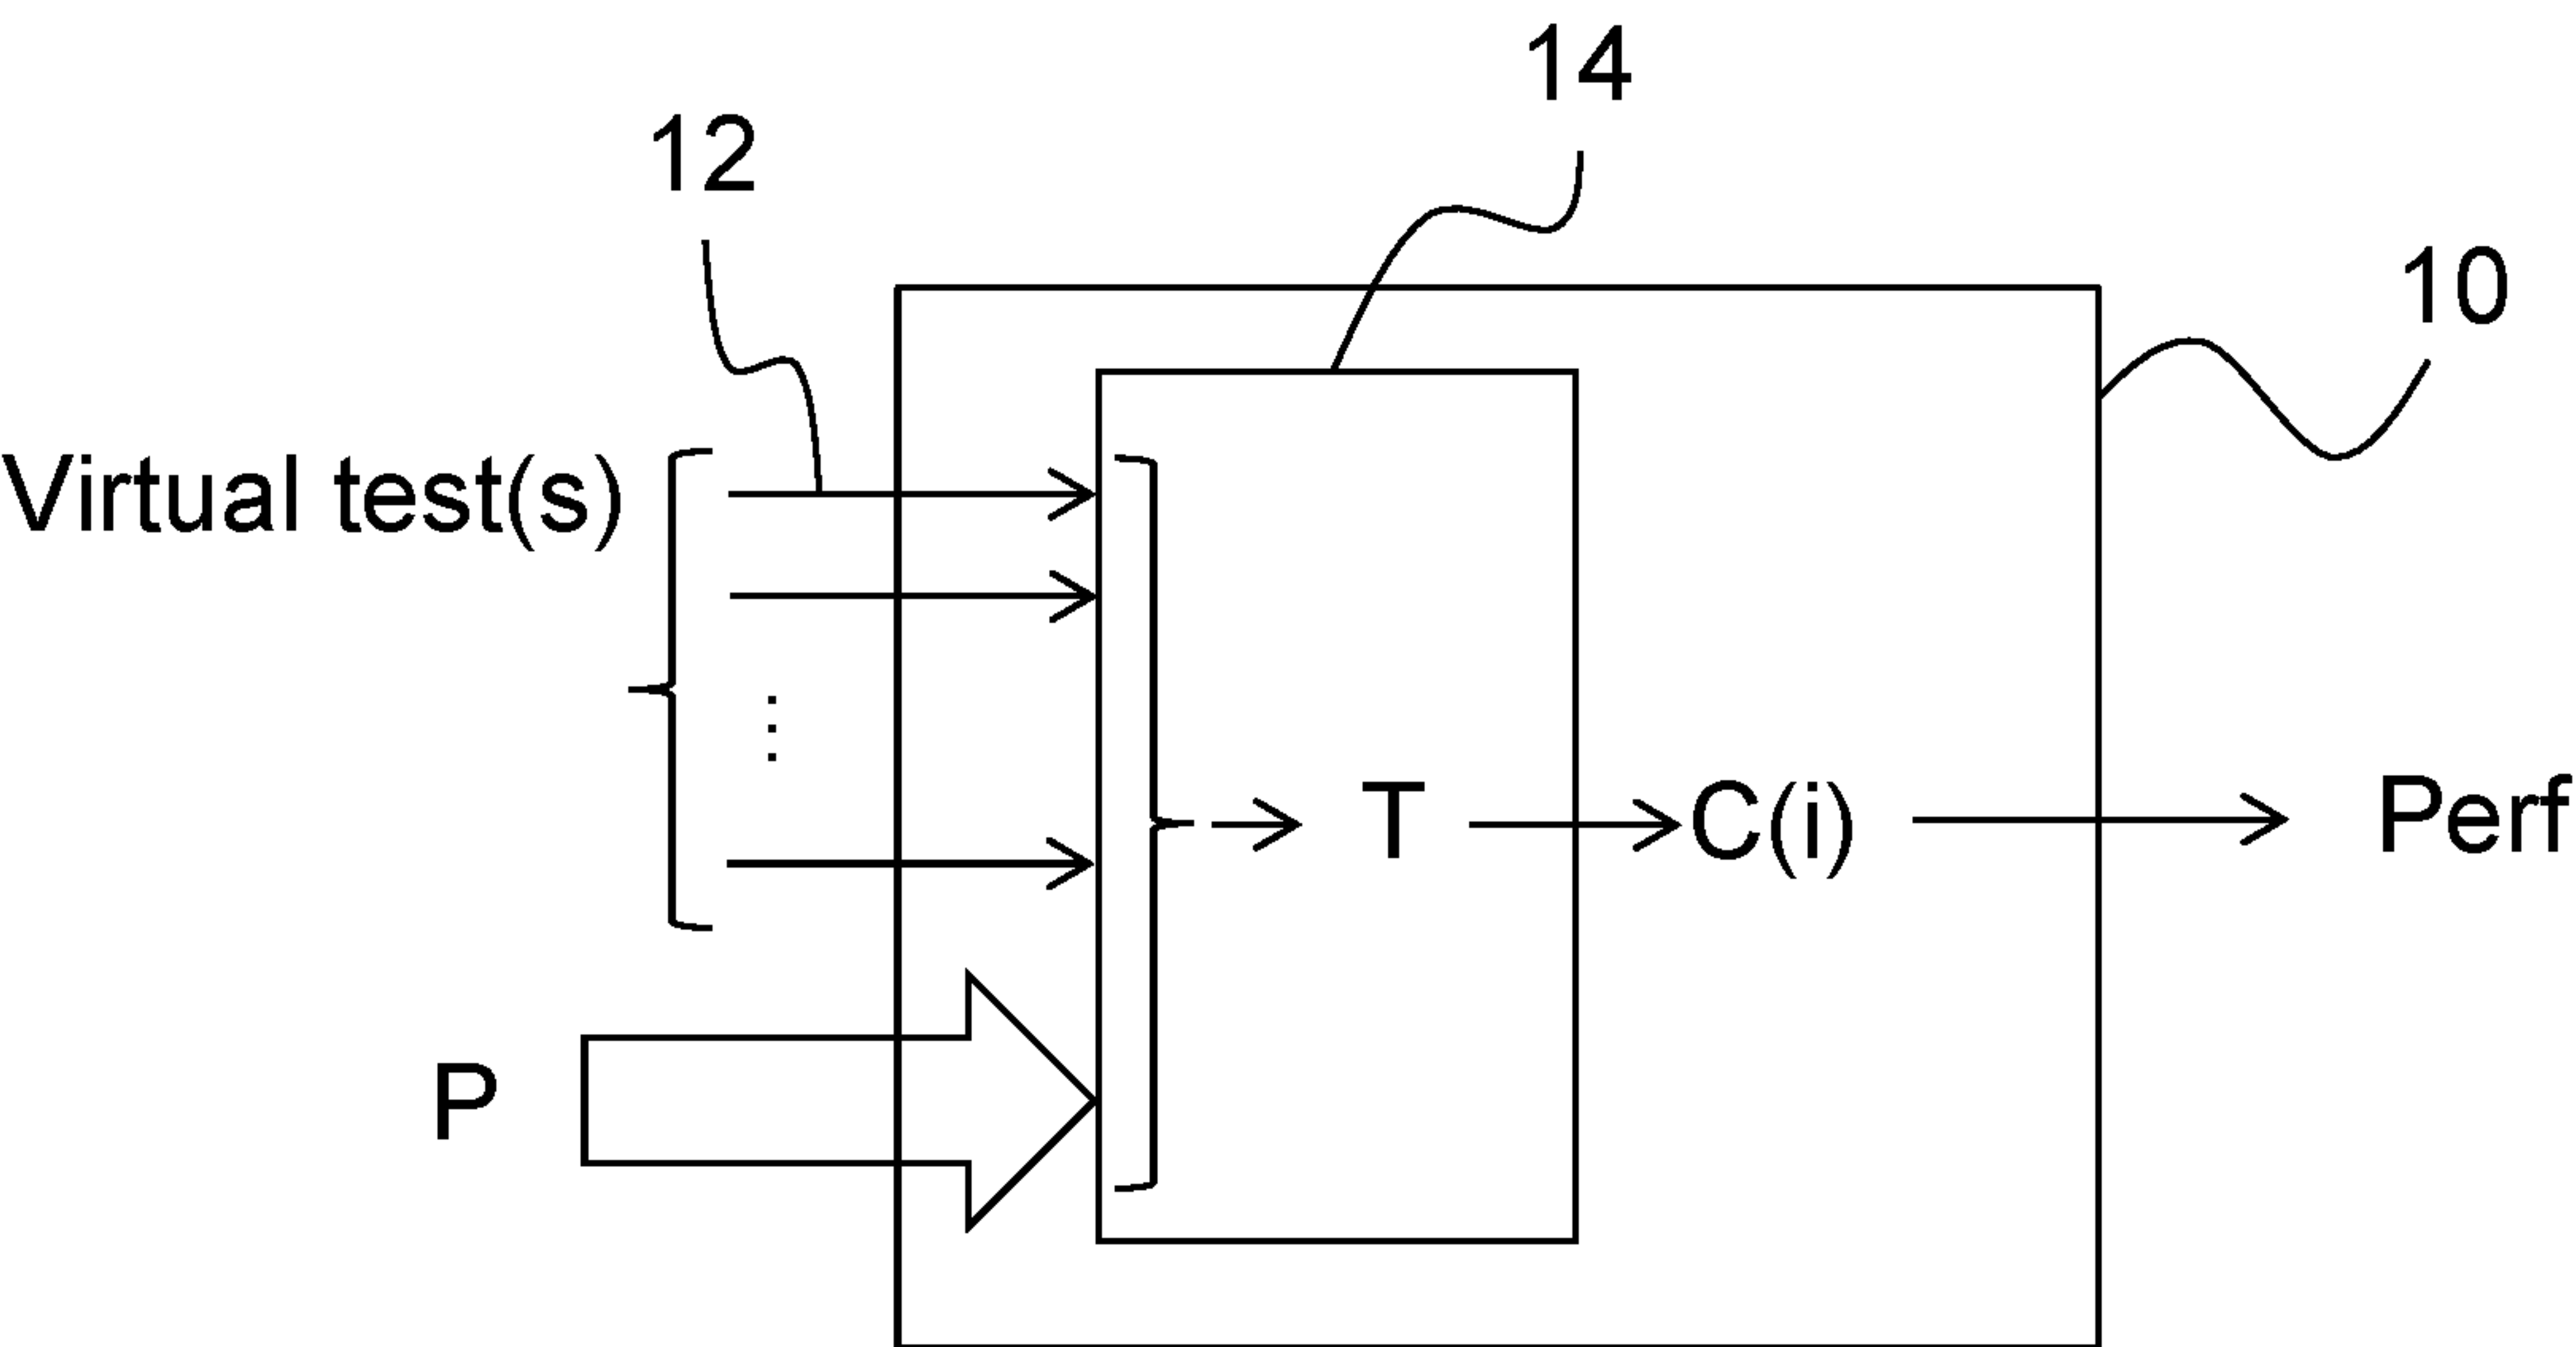 14
12
10
Virtual test(s)
⋮
T
C(i)
Perf
P